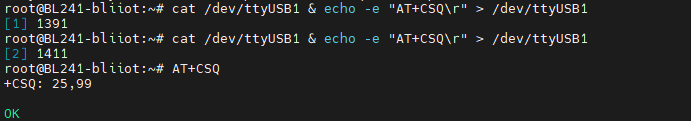 root@BL241-bliiot:~# cat /dev/ttyUSB1 & echo -e "AT+CSQ\r" > /dev/ttyUSB1
[1] 1391
root@BL241-bliiot:~# cat /dev/ttyUSB1 & echo -e "AT+CSQ\r" > /dev/ttyUSB1
[2] 1411
root@BL241-bliiot:~# AT+CSQ
+CSQ: 25,99
OK